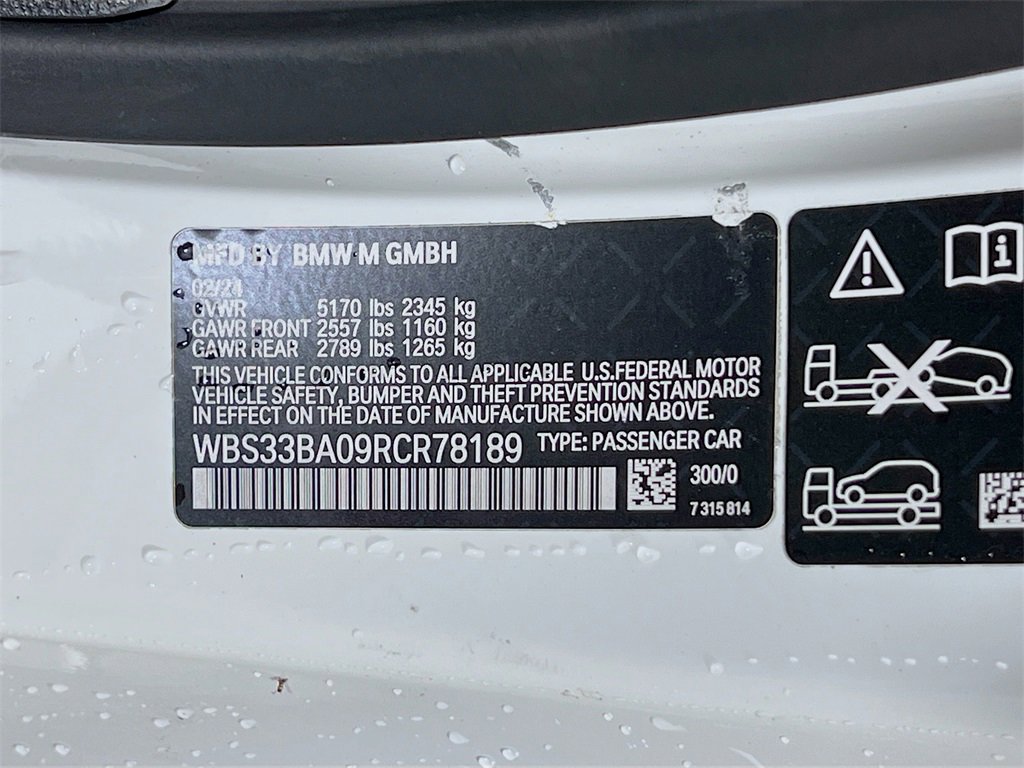 MFD BY BMW M GMBH
02/24
GVWR 5170 lbs 2345 kg
GAWR FRONT 2557 lbs 1160 kg
GAWR REAR 2789 lbs 1265 kg
THIS VEHICLE CONFORMS TO ALL APPLICABLE U.S.FEDERAL MOTOR
VEHICLE SAFETY, BUMPER AND THEFT PREVENTION STANDARDS
IN EFFECT ON THE DATE OF MANUFACTURE SHOWN ABOVE.
WBS33BA09RCR78189 TYPE: PASSENGER CAR
300/0
7 315 814